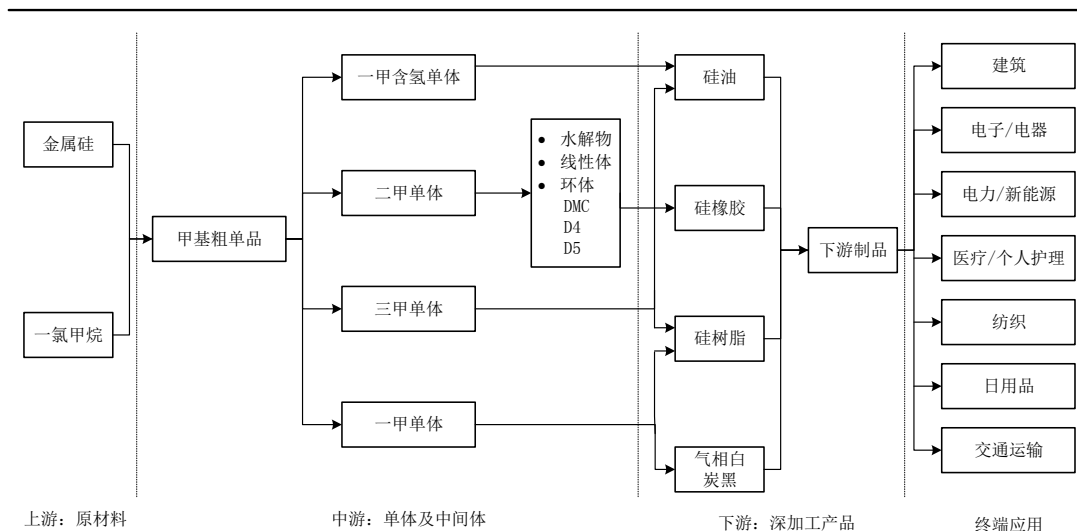 金属硅
一氯甲烷
甲基粗单品
一甲含氢单体
二甲单体
三甲单体
一甲单体
● 水解物
● 线性体
● 环体
DMC
D4
D5
硅油
硅橡胶
硅树脂
气相白
炭黑
下游制品
建筑
电子/电器
电力/新能源
医疗/个人护理
纺织
日用品
交通运输
上游：原材料
中游：单体及中间体
下游：深加工产品
终端应用